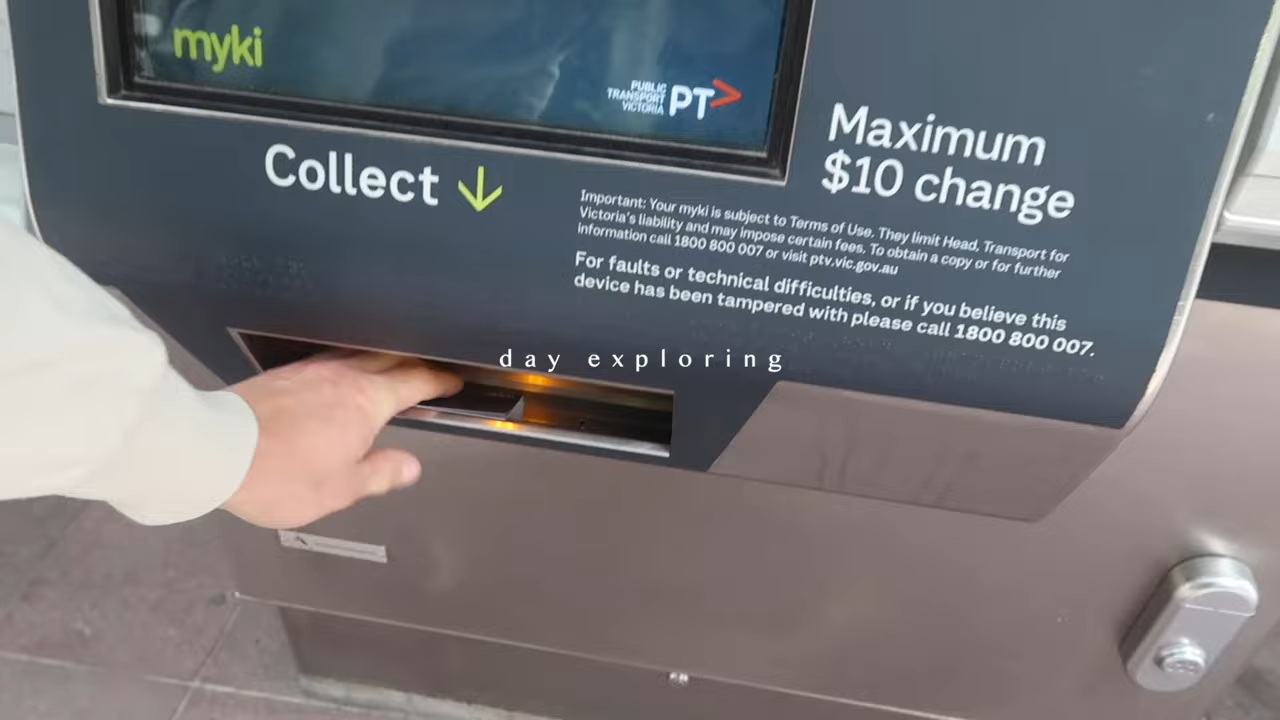 myki
PUBLIC
TRANSPORT
VICTORIA
PT
Collect
Maximum
$10 change
Important: Your myki is subject to Terms of Use. They limit Head, Transport for
Victoria's liability and may impose certain fees. To obtain a copy or for further
information call 1800 800 007 or visit ptv.vic.gov.au
For faults or technical difficulties, or if you believe this
device has been tampered with please call 1800 800 007.
day exploring